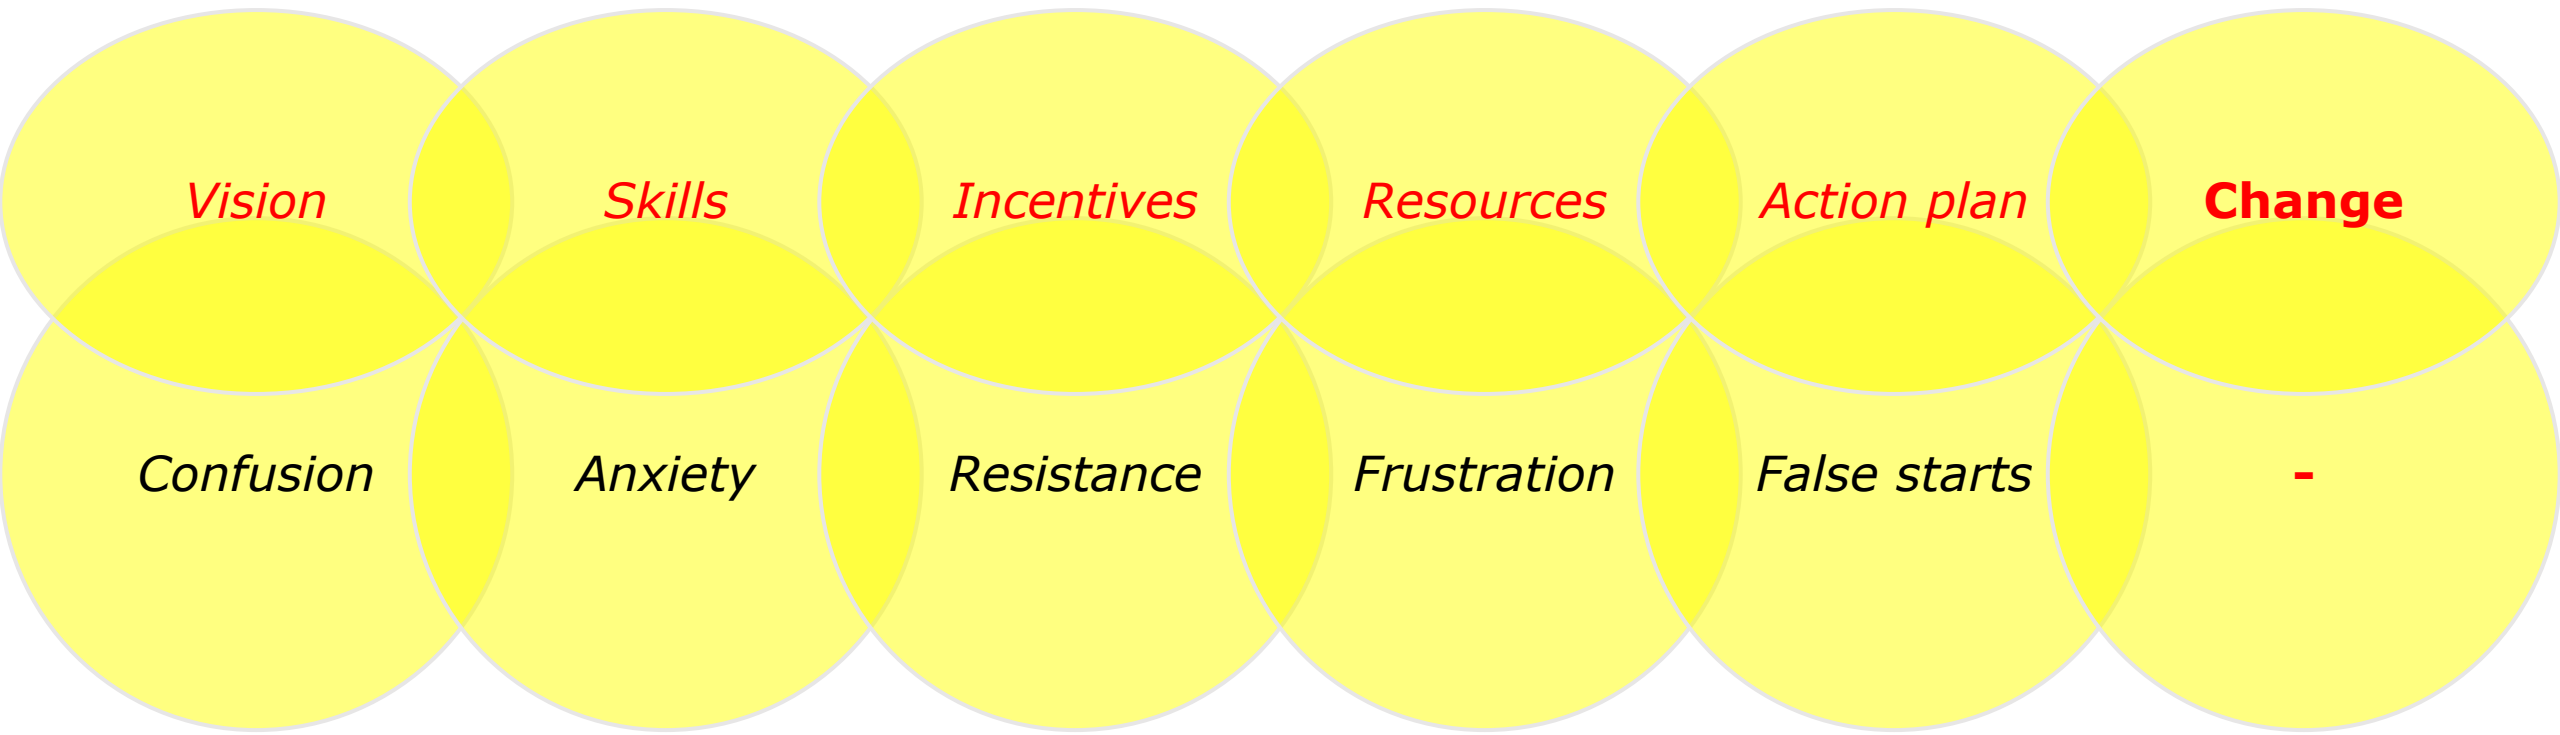 Vision Skills Incentives Resources Action plan Change
Confusion Anxiety Resistance Frustration False starts -